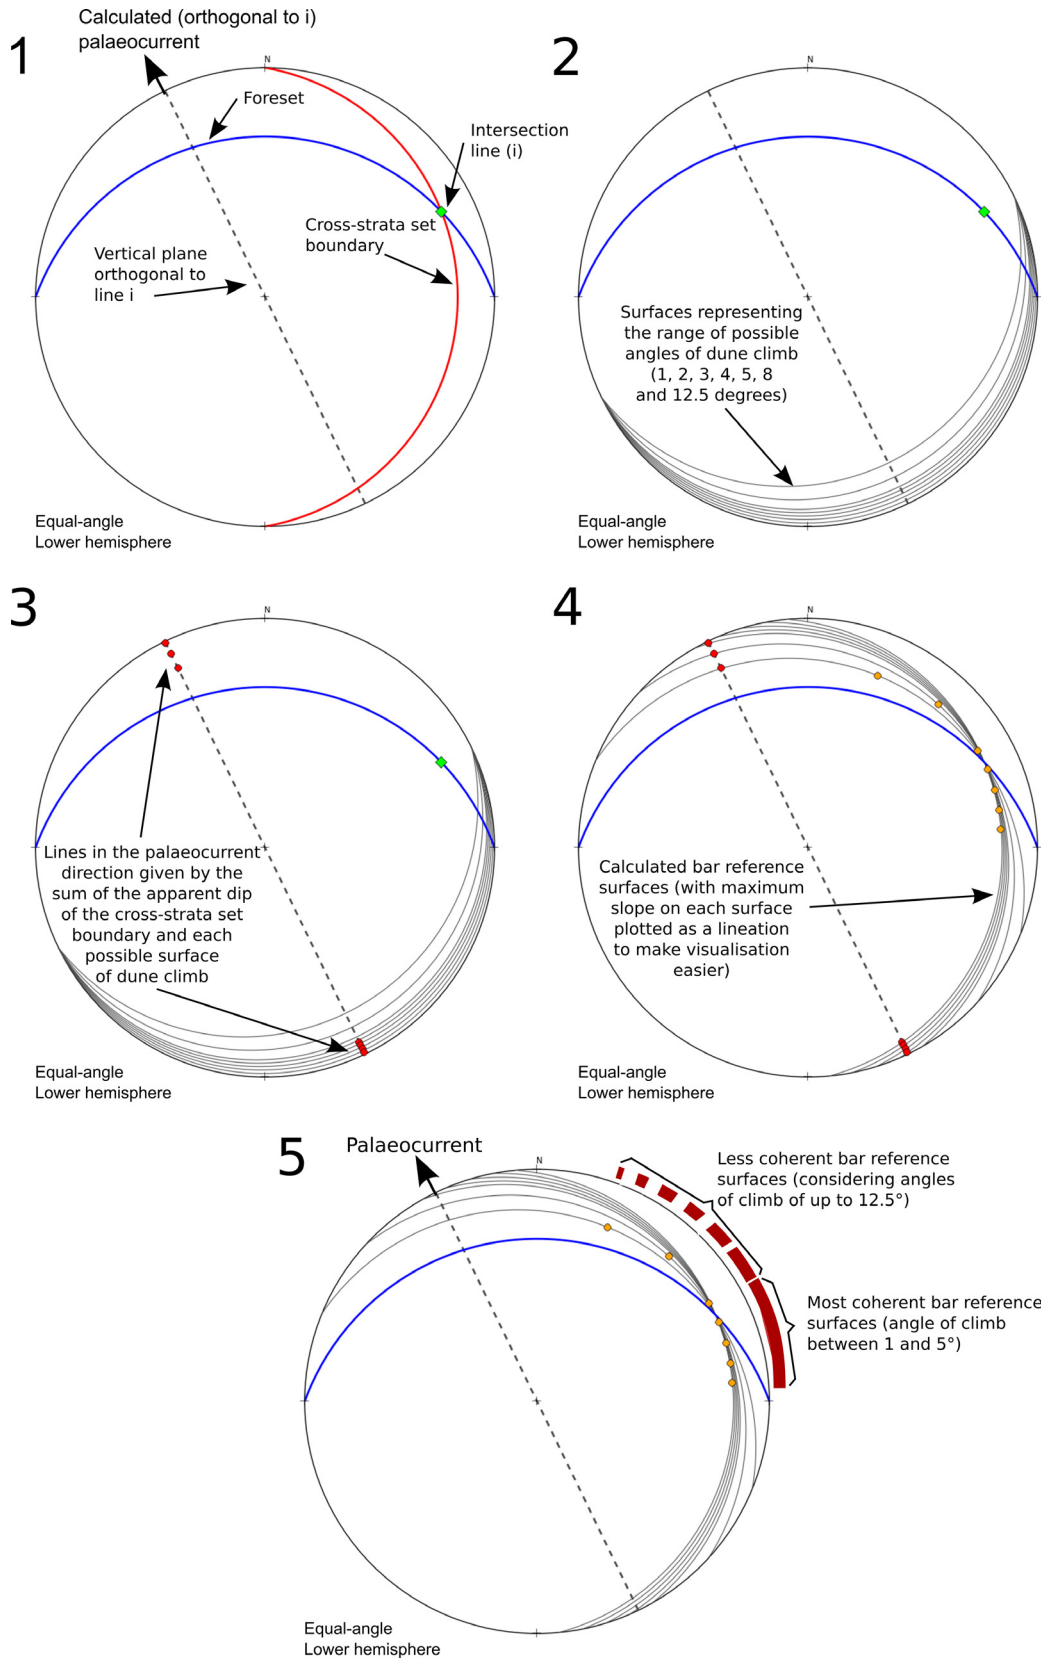 1
Calculated (orthogonal to i)
palaeocurrent
N
Foreset
Intersection
line (i)
Cross-strata set
boundary
Vertical plane
orthogonal to
line i
Equal-angle
Lower hemisphere
2
N
Surfaces representing
the range of possible
angles of dune climb
(1, 2, 3, 4, 5, 8
and 12.5 degrees)
Equal-angle
Lower hemisphere
3
N
Lines in the palaeocurrent
direction given by the
sum of the apparent dip
of the cross-strata set
boundary and each
possible surface
of dune climb
Equal-angle
Lower hemisphere
4
N
Calculated bar reference
surfaces (with maximum
slope on each surface
plotted as a lineation
to make visualisation
easier)
Equal-angle
Lower hemisphere
5
Palaeocurrent
N
Less coherent bar reference
surfaces (considering angles
of climb of up to 12.5°)
Most coherent bar reference
surfaces (angle of climb
between 1 and 5°)
Equal-angle
Lower hemisphere